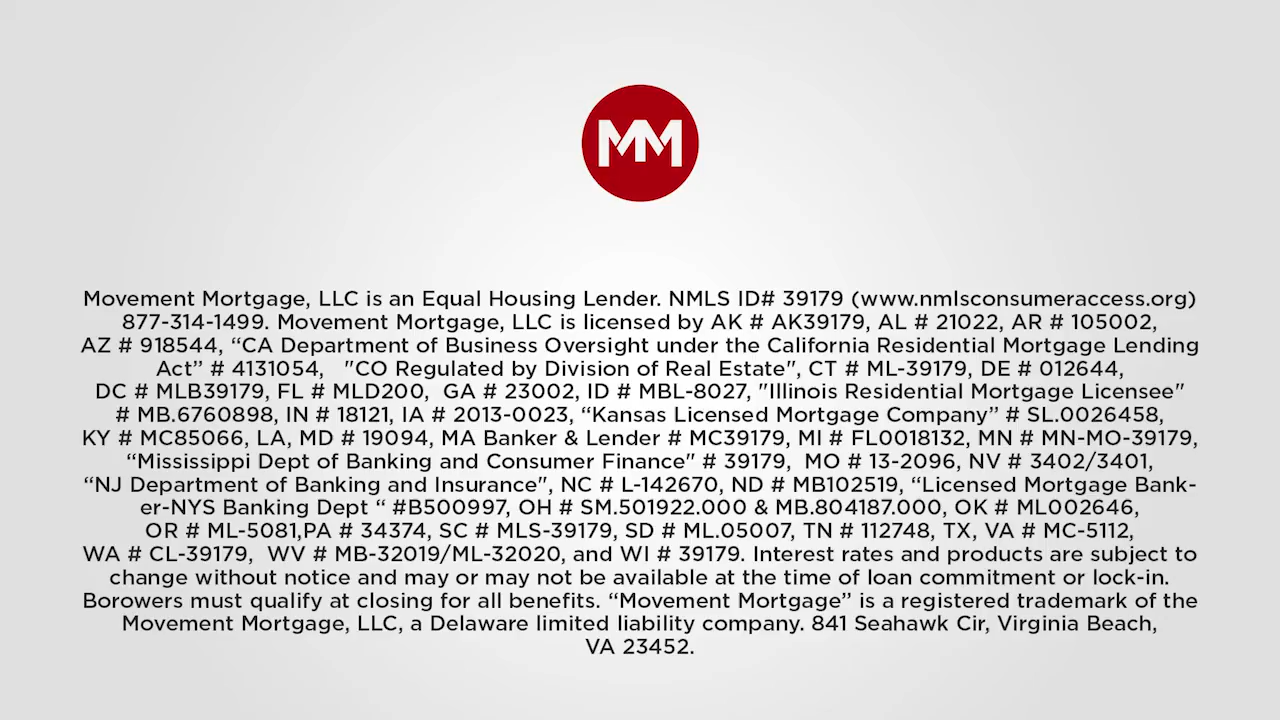 MM
Movement Mortgage, LLC is an Equal Housing Lender. NMLS ID# 39179 (www.nmlsconsumeraccess.org)
877-314-1499. Movement Mortgage, LLC is licensed by AK # AK39179, AL # 21022, AR # 105002,
AZ # 918544, “CA Department of Business Oversight under the California Residential Mortgage Lending
Act” # 4131054, "CO Regulated by Division of Real Estate", CT # ML-39179, DE # 012644,
DC # MLB39179, FL # MLD200, GA # 23002, ID # MBL-8027, "Illinois Residential Mortgage Licensee"
# MB.6760898, IN # 18121, IA # 2013-0023, “Kansas Licensed Mortgage Company” # SL.0026458,
KY # MC85066, LA, MD # 19094, MA Banker & Lender # MC39179, MI # FL0018132, MN # MN-MO-39179,
“Mississippi Dept of Banking and Consumer Finance" # 39179, MO # 13-2096, NV # 3402/3401,
“NJ Department of Banking and Insurance", NC # L-142670, ND # MB102519, “Licensed Mortgage Bank-
er-NYS Banking Dept “ #B500997, OH # SM.501922.000 & MB.804187.000, OK # ML002646,
OR # ML-5081,PA # 34374, SC # MLS-39179, SD # ML.05007, TN # 112748, TX, VA # MC-5112,
WA # CL-39179, WV # MB-32019/ML-32020, and WI # 39179. Interest rates and products are subject to
change without notice and may or may not be available at the time of loan commitment or lock-in.
Borowers must qualify at closing for all benefits. “Movement Mortgage” is a registered trademark of the
Movement Mortgage, LLC, a Delaware limited liability company. 841 Seahawk Cir, Virginia Beach,
VA 23452.